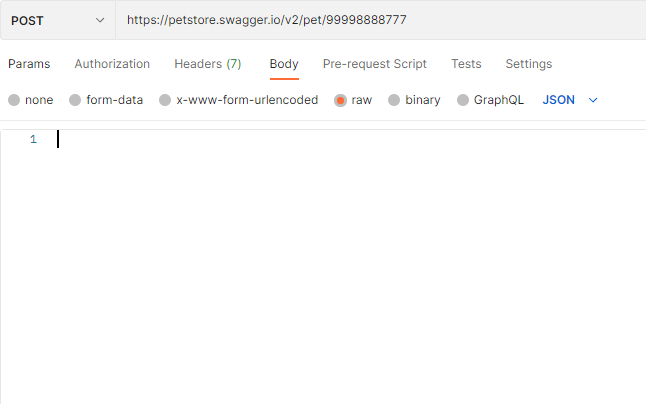 POST https://petstore.swagger.io/v2/pet/99998888777
Params Authorization Headers (7) Body Pre-request Script Tests Settings
none form-data x-www-form-urlencoded raw binary GraphQL JSON
1